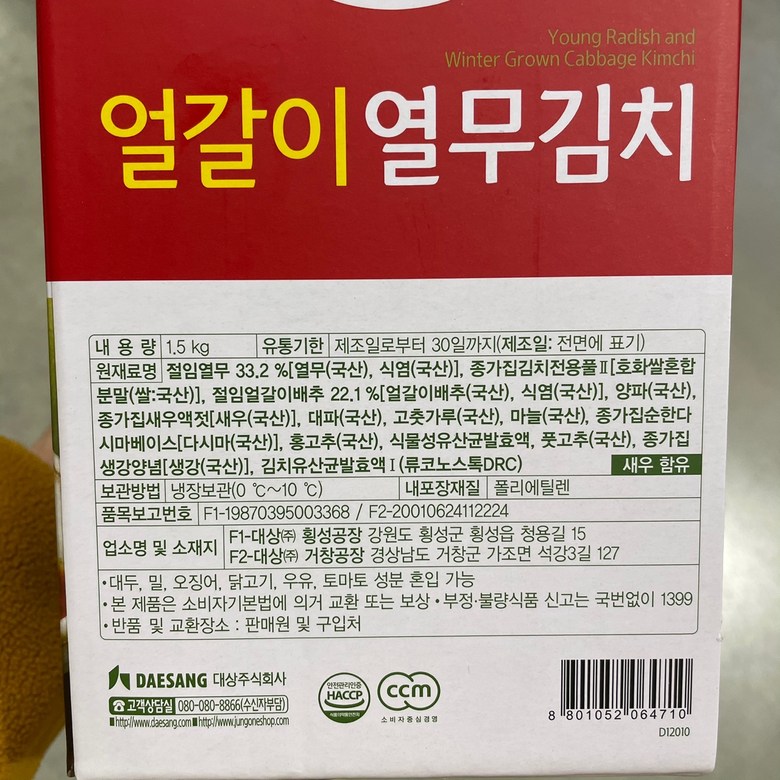 Young Radish and
Winter Grown Cabbage Kimchi
얼갈이 열무김치
내 용 량 1.5 kg 유통기한 제조일로부터 30일까지(제조일: 전면에 표기)
원재료명 절임열무 33.2 %[열무(국산), 식염(국산)], 종가집김치전용풀Ⅱ[호화쌀혼합
분말(쌀:국산)], 절임얼갈이배추 22.1 %[얼갈이배추(국산), 식염(국산)], 양파(국산),
종가집새우액젓[새우(국산)], 대파(국산), 고춧가루(국산), 마늘(국산), 종가집순한다
시마베이스[다시마(국산)], 홍고추(국산), 식물성유산균발효액, 풋고추(국산), 종가집
생강양념[생강(국산)], 김치유산균발효액Ⅰ(류코노스톡DRC) 새우 함유
보관방법 냉장보관(0 ℃~10 ℃) 내포장재질 폴리에틸렌
품목보고번호 F1-19870395003368 / F2-20010624112224
업소명 및 소재지 F1-대상㈜ 횡성공장 강원도 횡성군 횡성읍 청용길 15
F2-대상㈜ 거창공장 경상남도 거창군 가조면 석강3길 127
•대두, 밀, 오징어, 닭고기, 우유, 토마토 성분 혼입 가능
•본 제품은 소비자기본법에 의거 교환 또는 보상 •부정·불량식품 신고는 국번없이 1399
•반품 및 교환장소 : 판매원 및 구입처
DAESANG 대상주식회사
고객상담실 080-080-8866(수신자부담)
■http://www.daesang.com ■http://www.jungoneshop.com
안전관리인증
HACCP
식품의약품안전처
ccm
소비자중심경영
8 801052 064710
D12010